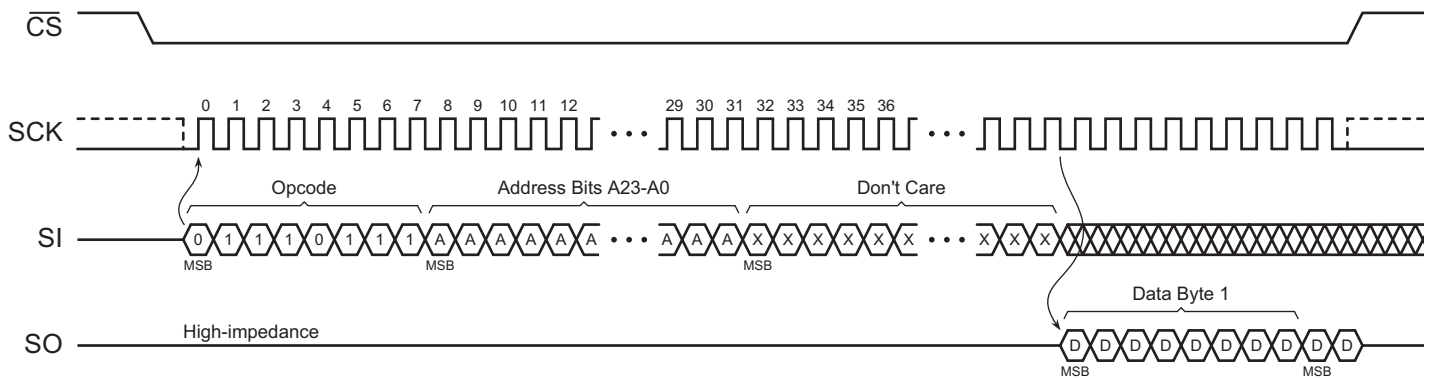 CS
0 1 2 3 4 5 6 7 8 9 10 11 12 29 30 31 32 33 34 35 36
SCK
Opcode Address Bits A23-A0 Don't Care
SI 0 1 1 1 0 1 1 1 A A A A A A A A A X X X X X X X X X
MSB MSB MSB
Data Byte 1
High-impedance
SO D D D D D D D D D D
MSB MSB